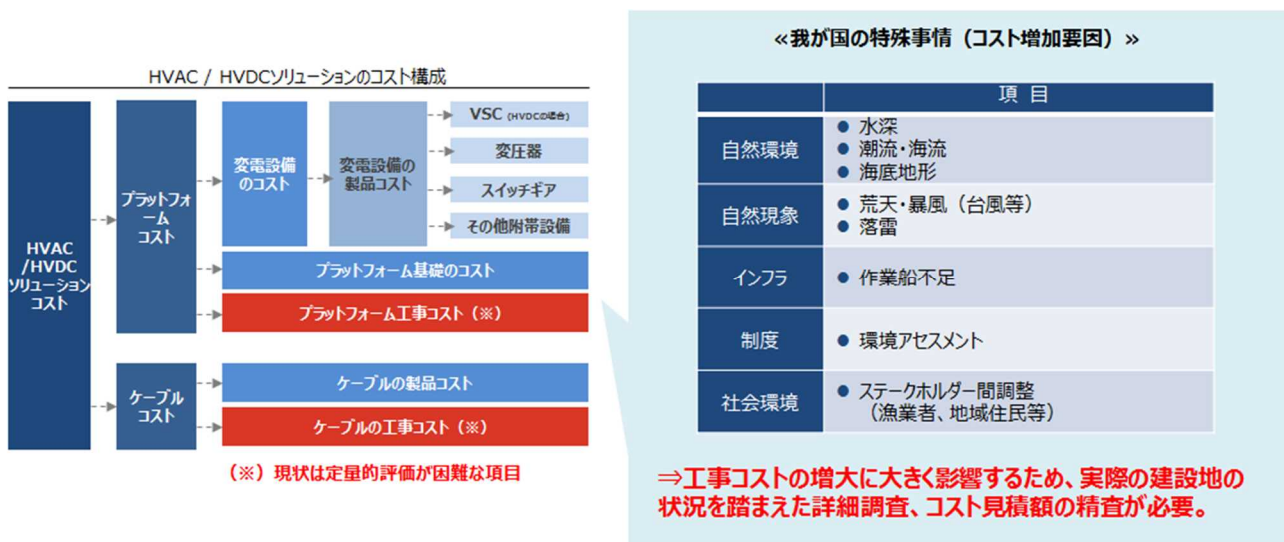 HVAC / HVDCソリューションのコスト構成
HVAC
/HVDC
ソリューション
コスト
プラットフォ
ーム
コスト
変電設備
のコスト
変電設備の
製品コスト
VSC (HVDCの場合)
変圧器
スイッチギア
その他附帯設備
プラットフォーム基礎のコスト
プラットフォーム工事コスト（※）
ケーブル
コスト
ケーブルの製品コスト
ケーブルの工事コスト（※）
（※）現状は定量的評価が困難な項目
≪我が国の特殊事情（コスト増加要因）≫
項 目
自然環境
● 水深
● 潮流・海流
● 海底地形
自然現象
● 荒天・暴風（台風等）
● 落雷
インフラ
● 作業船不足
制度
● 環境アセスメント
社会環境
● ステークホルダー間調整
（漁業者、地域住民等）
⇒工事コストの増大に大きく影響するため、実際の建設地の
状況を踏まえた詳細調査、コスト見積額の精査が必要。